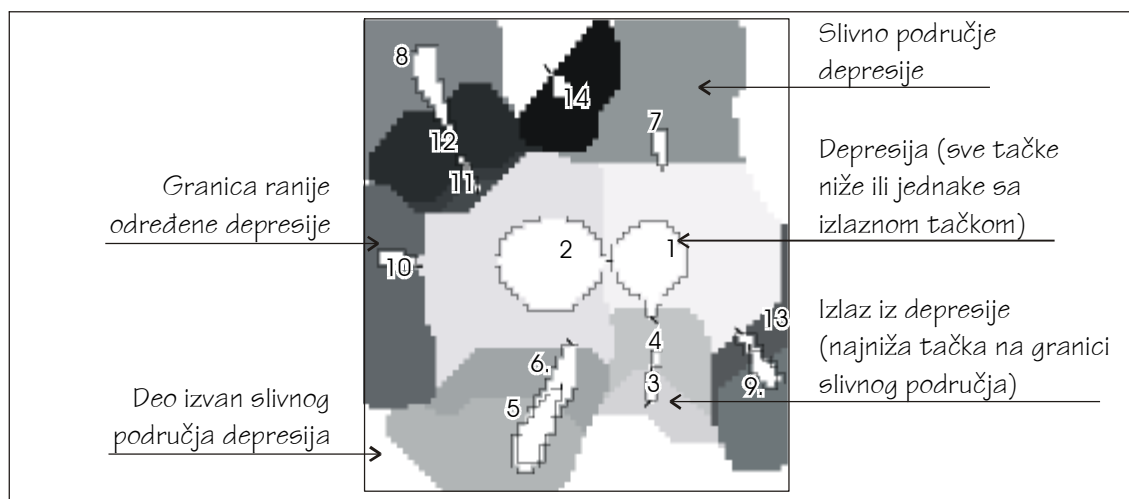 Granica ranije
određene depresije
Deo izvan slivnog
područja depresija
8
14
7
12
11
2
1
10
13
4
6.
3
9.
5
Slivno područje
depresije
Depresija (sve tačke
niže ili jednake sa
izlaznom tačkom)
Izlaz iz depresije
(najniža tačka na granici
slivnog područja)